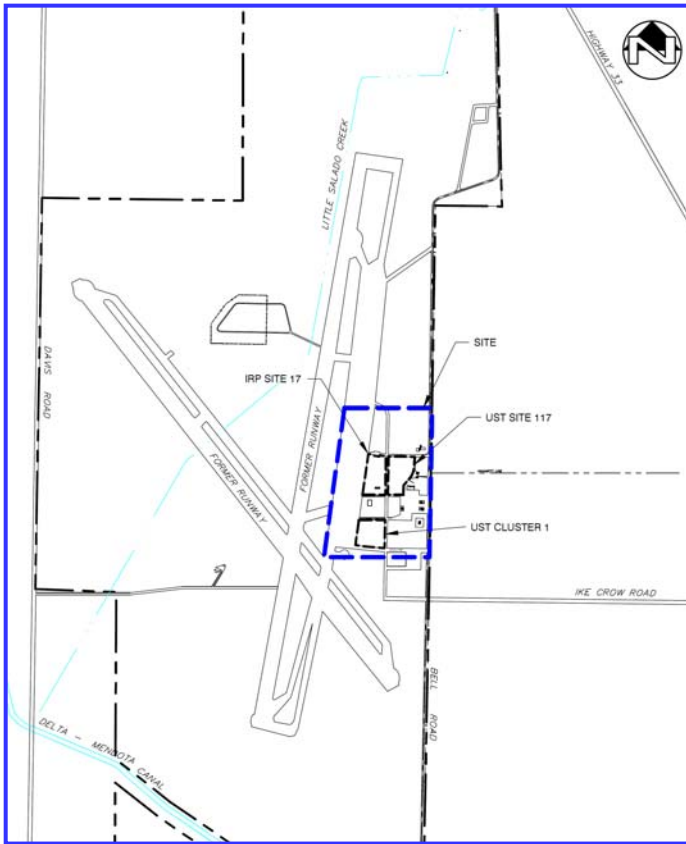 HIGHWAY 33
N
LITTLE SALADO CREEK
DAVIS ROAD
SITE
IRP SITE 17
UST SITE 117
FORMER RUNWAY
FORMER RUNWAY
UST CLUSTER 1
IKE CROW ROAD
BELL ROAD
DELTA - MENDOTA CANAL